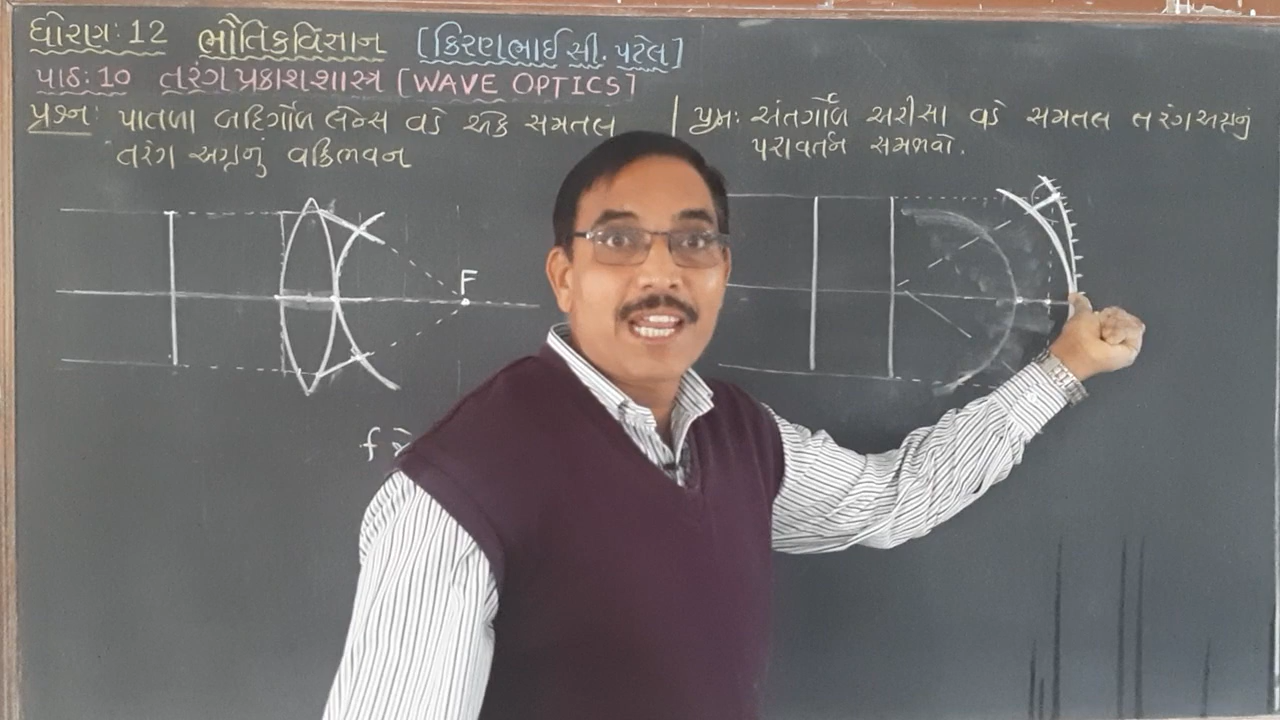 ધોરણ: 12 ભૌતિકવિજ્ઞાન [કિરણભાઈ સી. પટેલ]
પાઠ: 10 તરંગ પ્રકાશશાસ્ત્ર [WAVE OPTICS]
પ્રશ્ન: પાતળા બહિર્ગોળ લેન્સ વડે એક સમતલ
તરંગ અગ્રનું વક્રિભવન
પ્રશ્ન: અંતર્ગોળ અરીસા વડે સમતલ તરંગઅગ્રનું
પરાવર્તન સમજાવો.
F
f